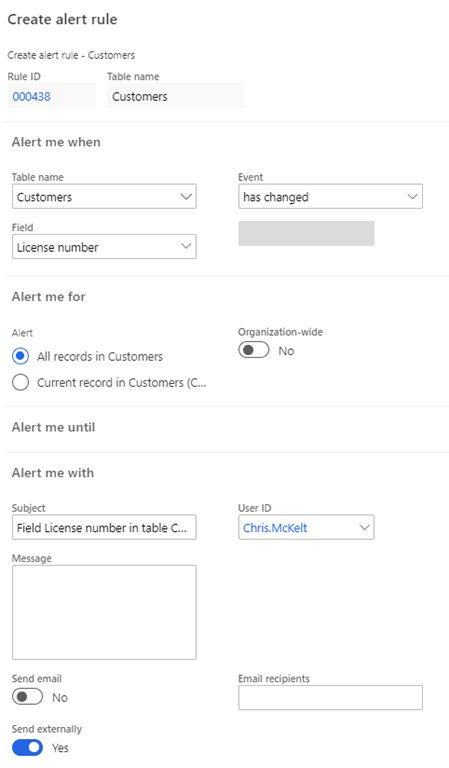 Create alert rule
Create alert rule - Customers
Rule ID
Table name
000438
Customers
Alert me when
Table name
Event
Customers
has changed
Field
License number
Alert me for
Alert
Organization-wide
All records in Customers
No
Current record in Customers (C...
Alert me until
Alert me with
Subject
User ID
Field License number in table C...
Chris.McKelt
Message
Send email
Email recipients
No
Send externally
Yes